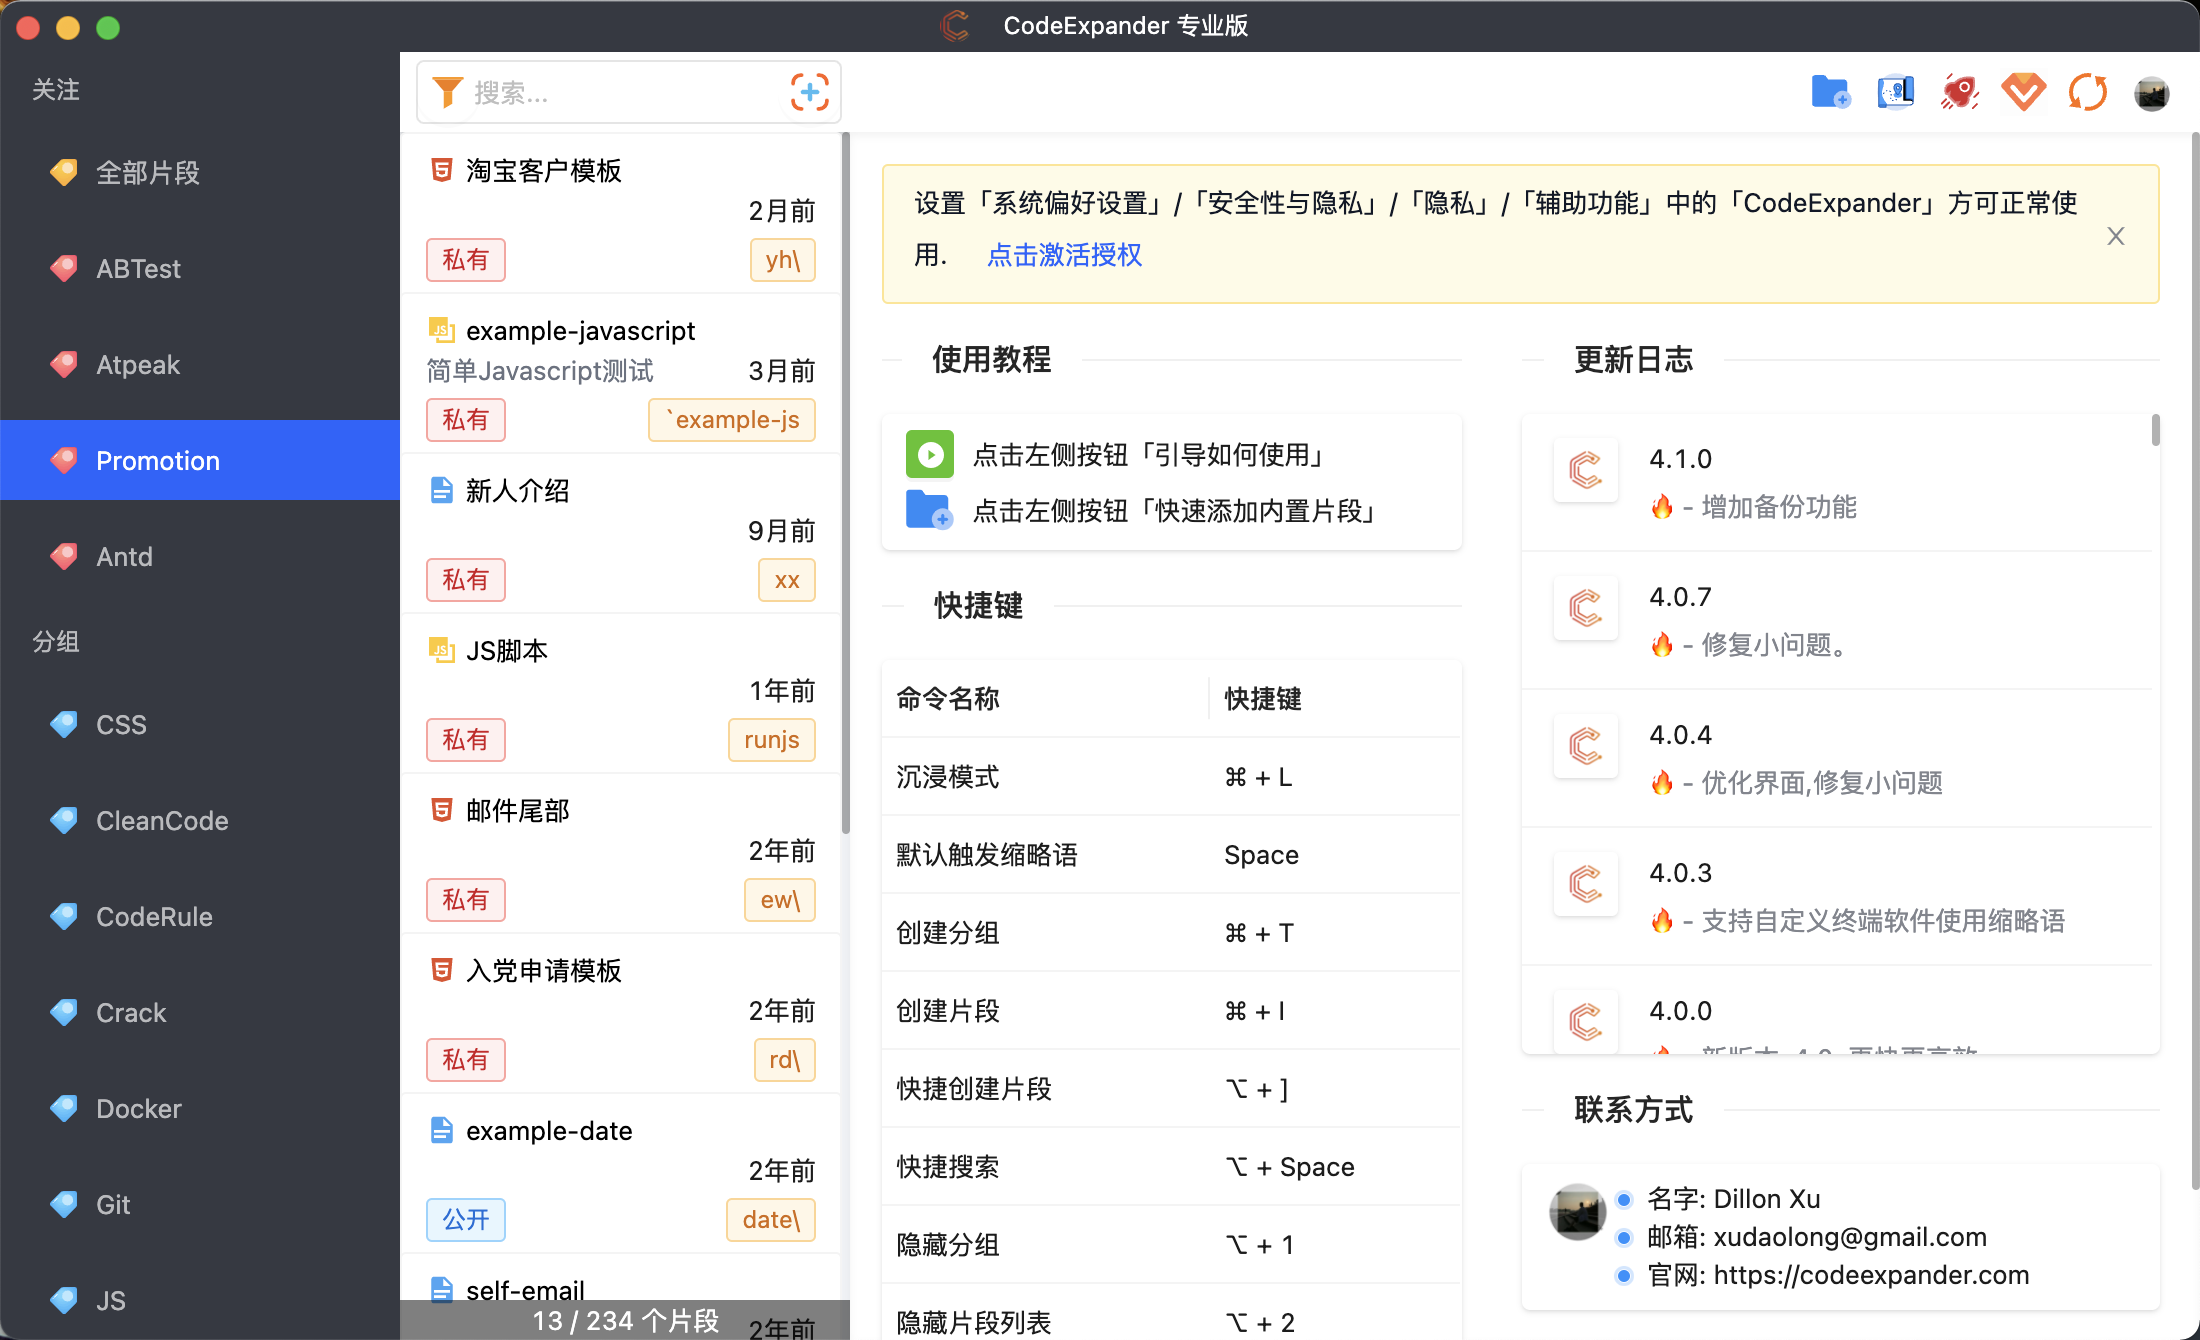 CodeExpander 专业版
关注
全部片段
ABTest
Atpeak
Promotion
Antd
分组
CSS
CleanCode
CodeRule
Crack
Docker
Git
JS
搜索...
淘宝客户模板
2月前
私有
yh\
example-javascript
简单Javascript测试
3月前
私有
`example-js
新人介绍
9月前
私有
xx
JS脚本
1年前
私有
runjs
邮件尾部
2年前
私有
ew\
入党申请模板
2年前
私有
rd\
example-date
2年前
公开
date\
self-email
2年前
13 / 234 个片段
设置「系统偏好设置」/「安全性与隐私」/「隐私」/「辅助功能」中的「CodeExpander」方可正常使
用. 点击激活授权
使用教程
点击左侧按钮「引导如何使用」
点击左侧按钮「快速添加内置片段」
快捷键
命令名称 快捷键
沉浸模式 ⌘ + L
默认触发缩略语 Space
创建分组 ⌘ + T
创建片段 ⌘ + I
快捷创建片段 ⌥ + ]
快捷搜索 ⌥ + Space
隐藏分组 ⌥ + 1
隐藏片段列表 ⌥ + 2
更新日志
4.1.0
🔥 - 增加备份功能
4.0.7
🔥 - 修复小问题。
4.0.4
🔥 - 优化界面,修复小问题
4.0.3
🔥 - 支持自定义终端软件使用缩略语
4.0.0
联系方式
名字: Dillon Xu
邮箱: xudaolong@gmail.com
官网: https://codeexpander.com